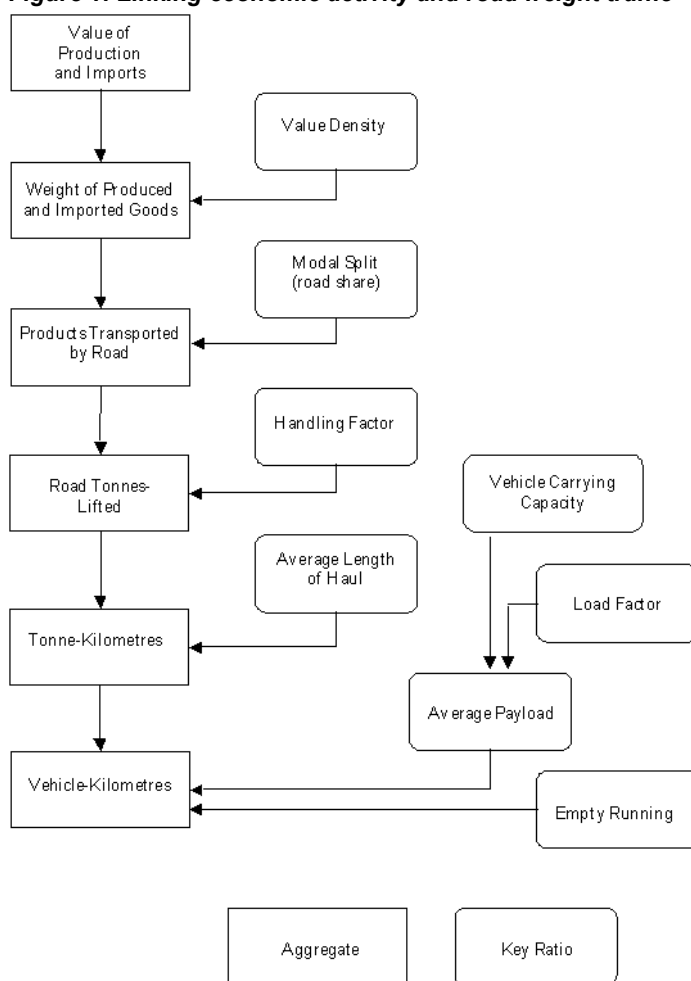 Figure 1: Linking economic activity and road freight traffic
Value of
Production
and Imports
Value Density
Weight of Produced
and Imported Goods
Modal Split
(road share)
Products Transported
by Road
Handling Factor
Road Tonnes-
Lifted
Vehicle Carrying
Capacity
Average Length
of Haul
Load Factor
Tonne-Kilometres
Average Payload
Vehicle-Kilometres
Empty Running
Aggregate
Key Ratio